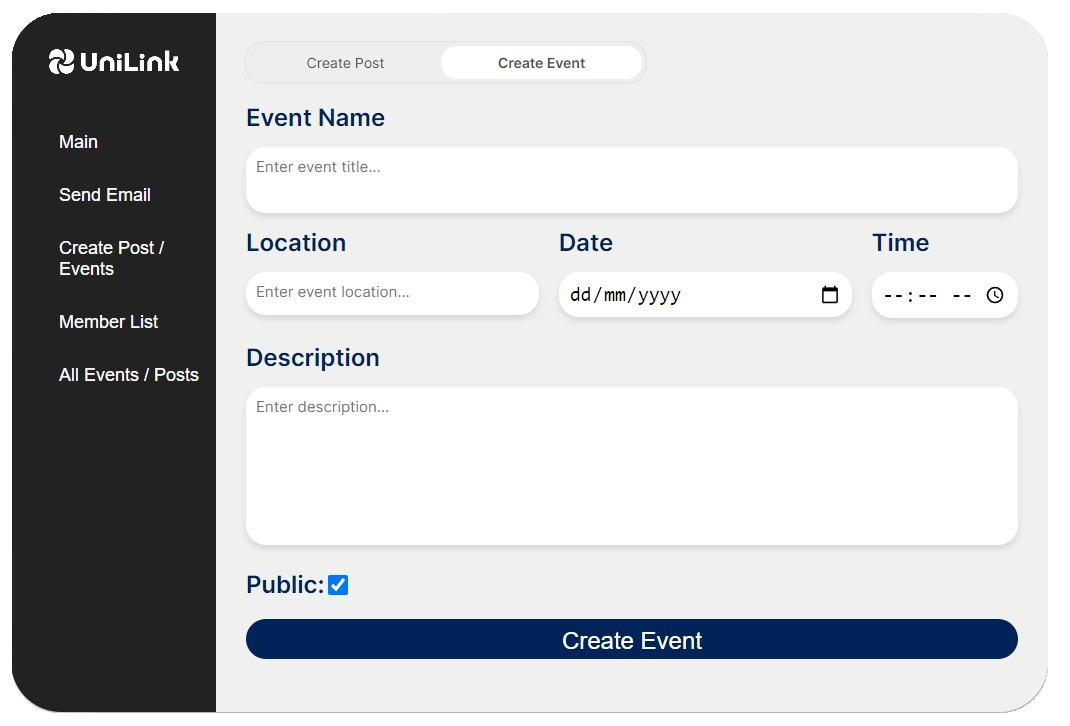 UniLink
Main
Send Email
Create Post /
Events
Member List
All Events / Posts
Create Post
Create Event
Event Name
Enter event title...
Location
Date
Time
Enter event location...
dd/mm/yyyy
--:-- --
Description
Enter description...
Public:
Create Event